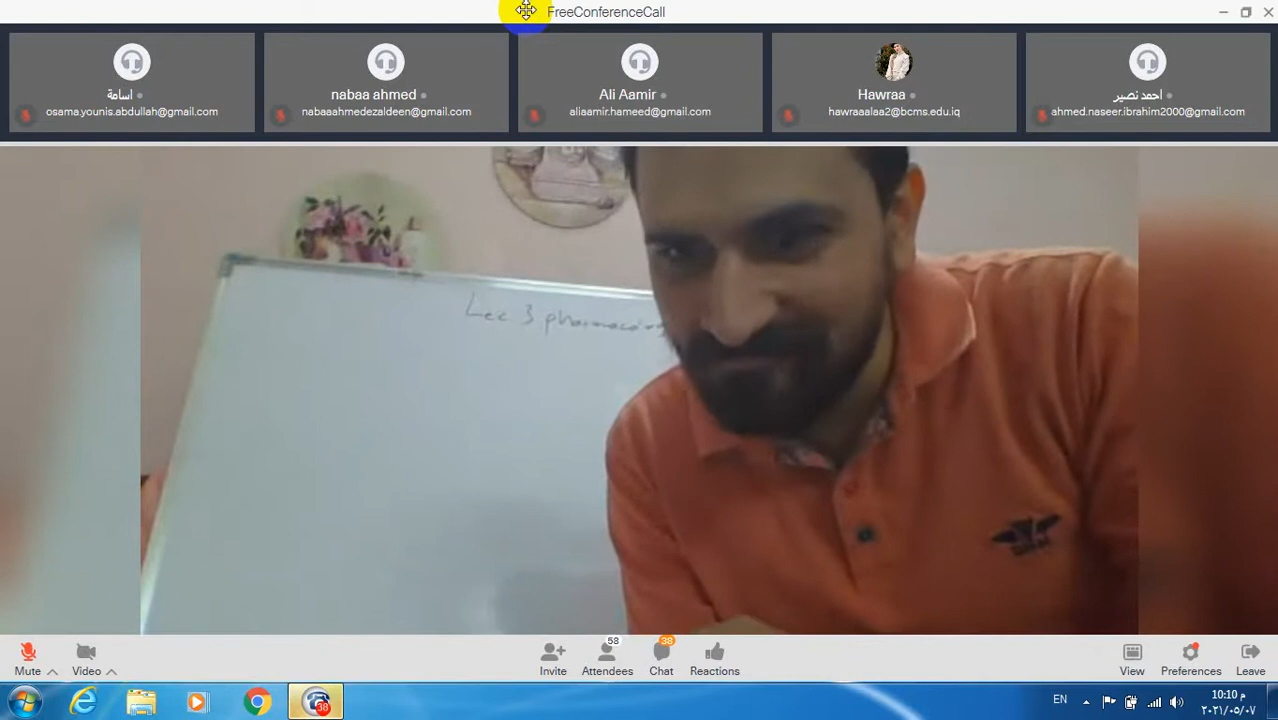 FreeConferenceCall
اسامة
osama.younis.abdullah@gmail.com
nabaa ahmed
nabaaahmedezaldeen@gmail.com
Ali Aamir
aliaamir.hameed@gmail.com
Hawraa
hawraaalaa2@bcms.edu.iq
احمد نصير
ahmed.naseer.ibrahim2000@gmail.com
Lec 3
Mute
Video
Invite
58
Attendees
38
Chat
Reactions
View
Preferences
Leave
38
EN
10:10 م
٢٠٢١/٠٥/٠٧